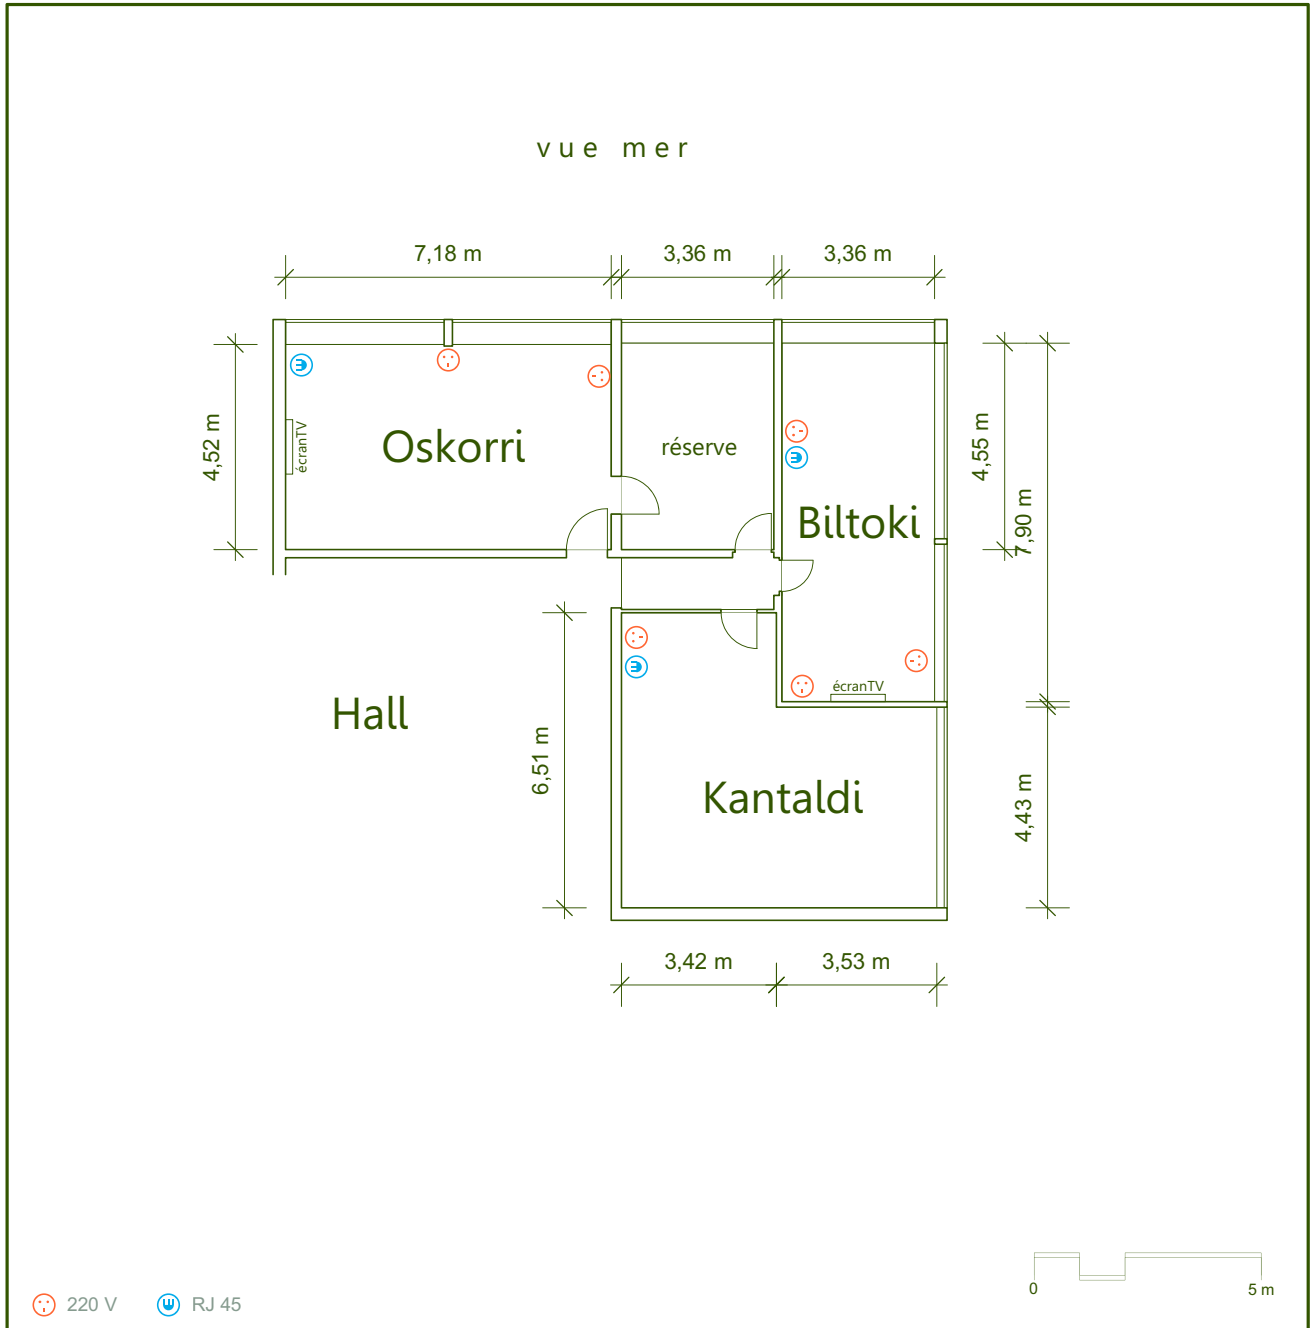 vue mer
7,18 m
3,36 m
3,36 m
4,52 m
écranTV
Oskorri
réserve
Biltoki
4,55 m
7,90 m
écranTV
Hall
6,51 m
Kantaldi
4,43 m
3,42 m
3,53 m
0
5 m
220 V
RJ 45